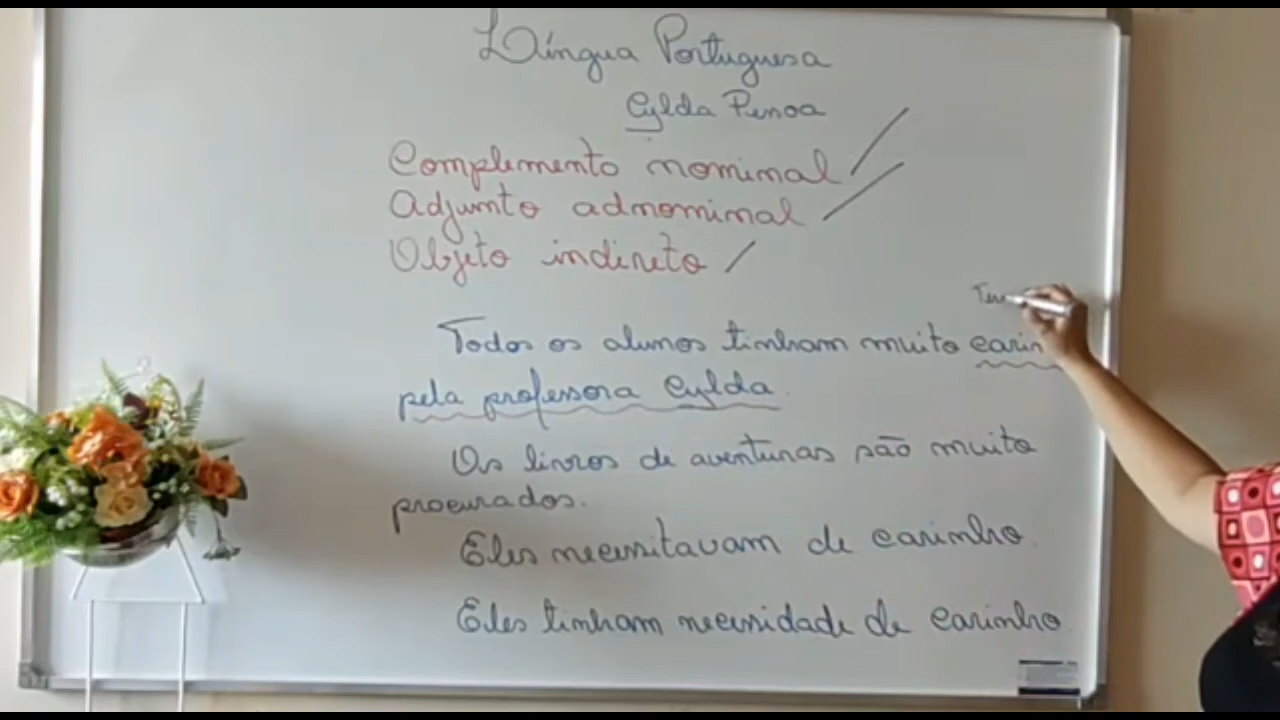 Língua Portuguesa
Cylda Pessoa
Complemento nominal
Adjunto adnominal
Objeto indireto
Todos os alunos tinham muito
pela professora Cylda.
Os livros de aventuras são muito
procurados.
Eles necessitavam de carinho
Eles tinham necessidade de carinho